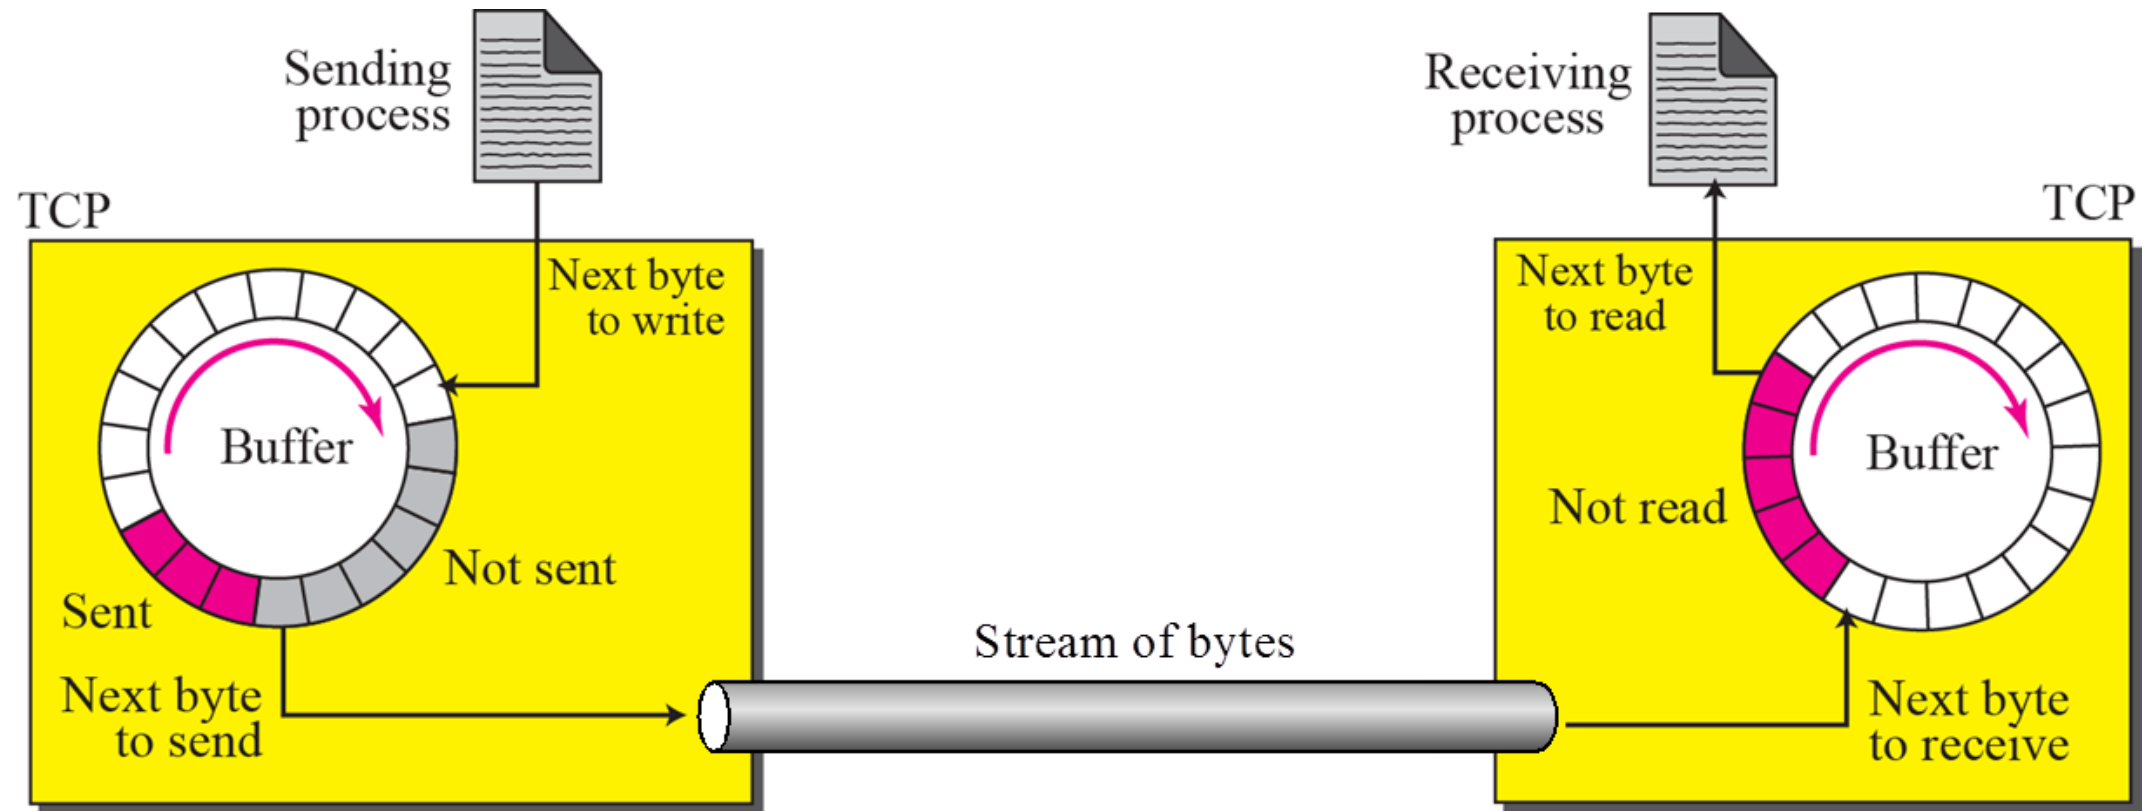 Sending
process
Receiving
process
TCP
TCP
Next byte
to write
Next byte
to read
Buffer
Buffer
Not sent
Not read
Sent
Stream of bytes
Next byte
to send
Next byte
to receive